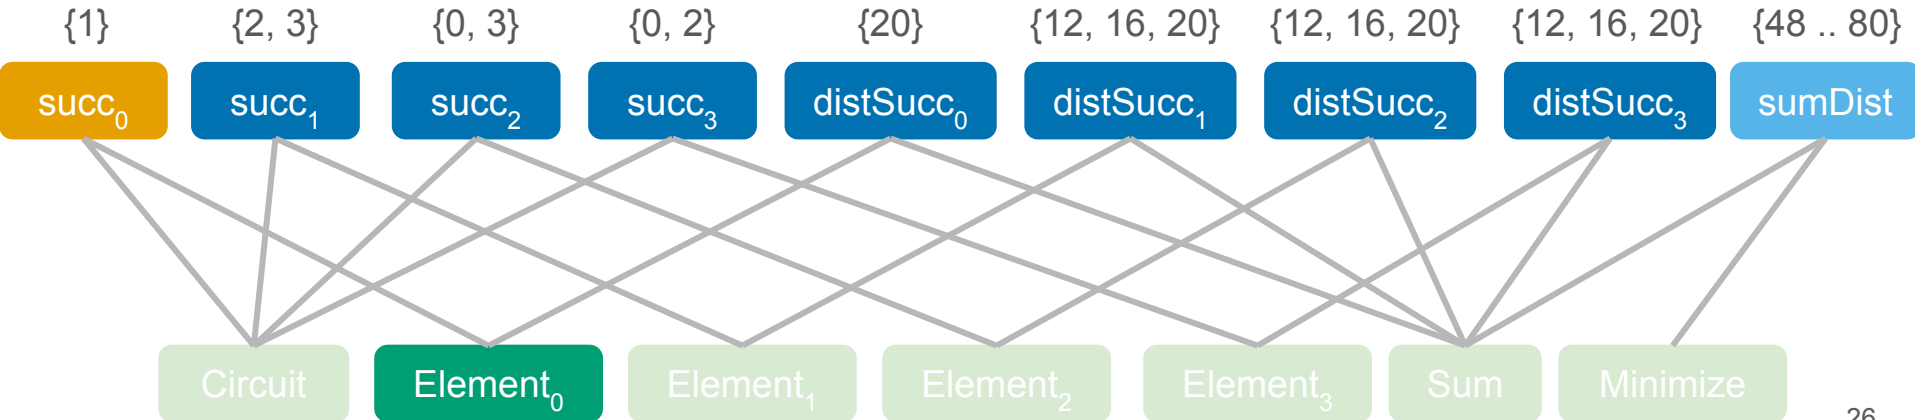 {1} {2, 3} {0, 3} {0, 2} {20} {12, 16, 20} {12, 16, 20} {12, 16, 20} {48 .. 80}
succ₀ succ₁ succ₂ succ₃ distSucc₀ distSucc₁ distSucc₂ distSucc₃ sumDist
Circuit Element₀ Element₁ Element₂ Element₃ Sum Minimize
26